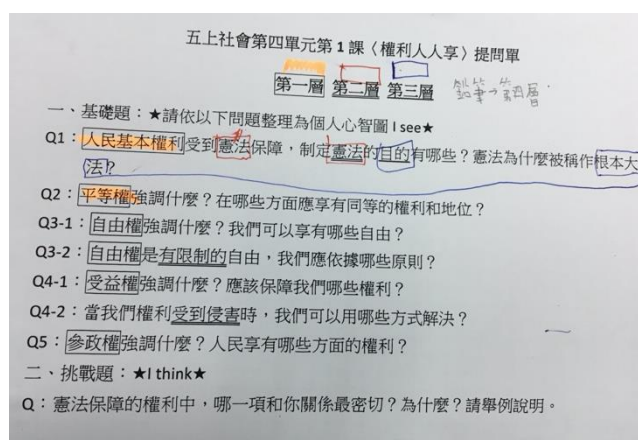 五上社會第四單元第 1 課〈權利人人享〉提問單
第一層 第二層 第三層 鉛筆→第四層
一、基礎題：★請依以下問題整理為個人心智圖 I see★
Q1：人民基本權利受到憲法保障，制定憲法的目的有哪些？憲法為什麼被稱作根本大
法？
Q2：平等權強調什麼？在哪些方面應享有同等的權利和地位？
Q3-1：自由權強調什麼？我們可以享有哪些自由？
Q3-2：自由權是有限制的自由，我們應依據哪些原則？
Q4-1：受益權強調什麼？應該保障我們哪些權利？
Q4-2：當我們權利受到侵害時，我們可以用哪些方式解決？
Q5：參政權強調什麼？人民享有哪些方面的權利？
二、挑戰題：★I think★
Q：憲法保障的權利中，哪一項和你關係最密切？為什麼？請舉例說明。